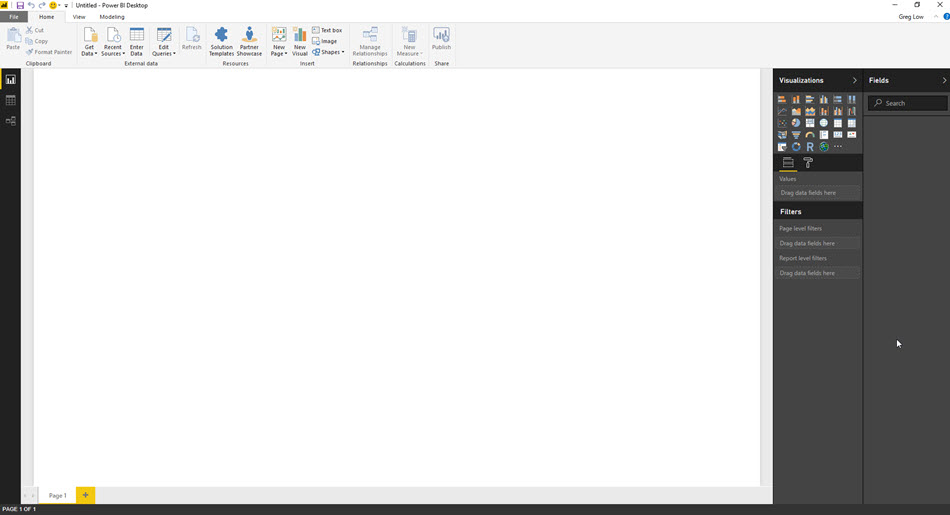 Untitled - Power BI Desktop
File Home View Modeling Greg Low
Paste
Cut
Copy
Format Painter
Clipboard
Get Data
Recent Sources
Enter Data
Edit Queries
External data
Refresh
Solution Templates
Partner Showcase
Resources
New Page
New Visual
Text box
Image
Shapes
Insert
Manage Relationships
Relationships
New Measure
Calculations
Publish
Share
Visualizations
R
Values
Drag data fields here
Filters
Page level filters
Drag data fields here
Report level filters
Drag data fields here
Fields
Search
Page 1
PAGE 1 OF 1